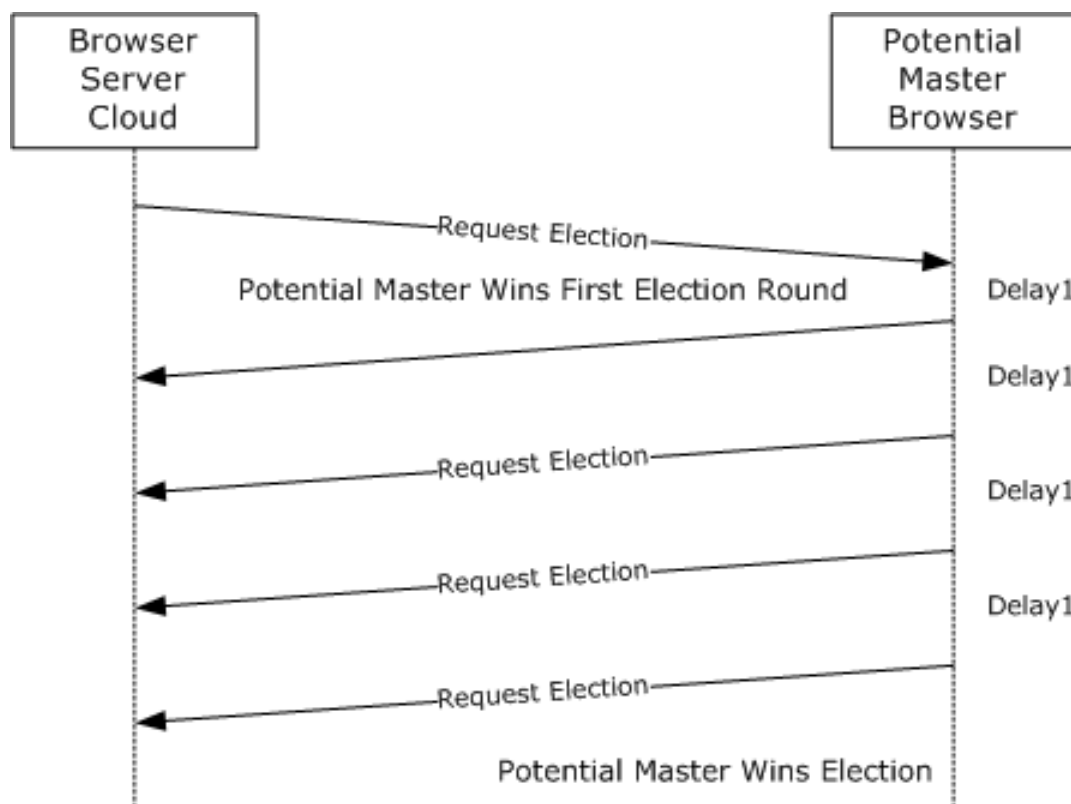 Browser
Server
Cloud
Potential
Master
Browser
Request Election
Potential Master Wins First Election Round
Delay1
Delay1
Request Election
Delay1
Request Election
Delay1
Request Election
Potential Master Wins Election